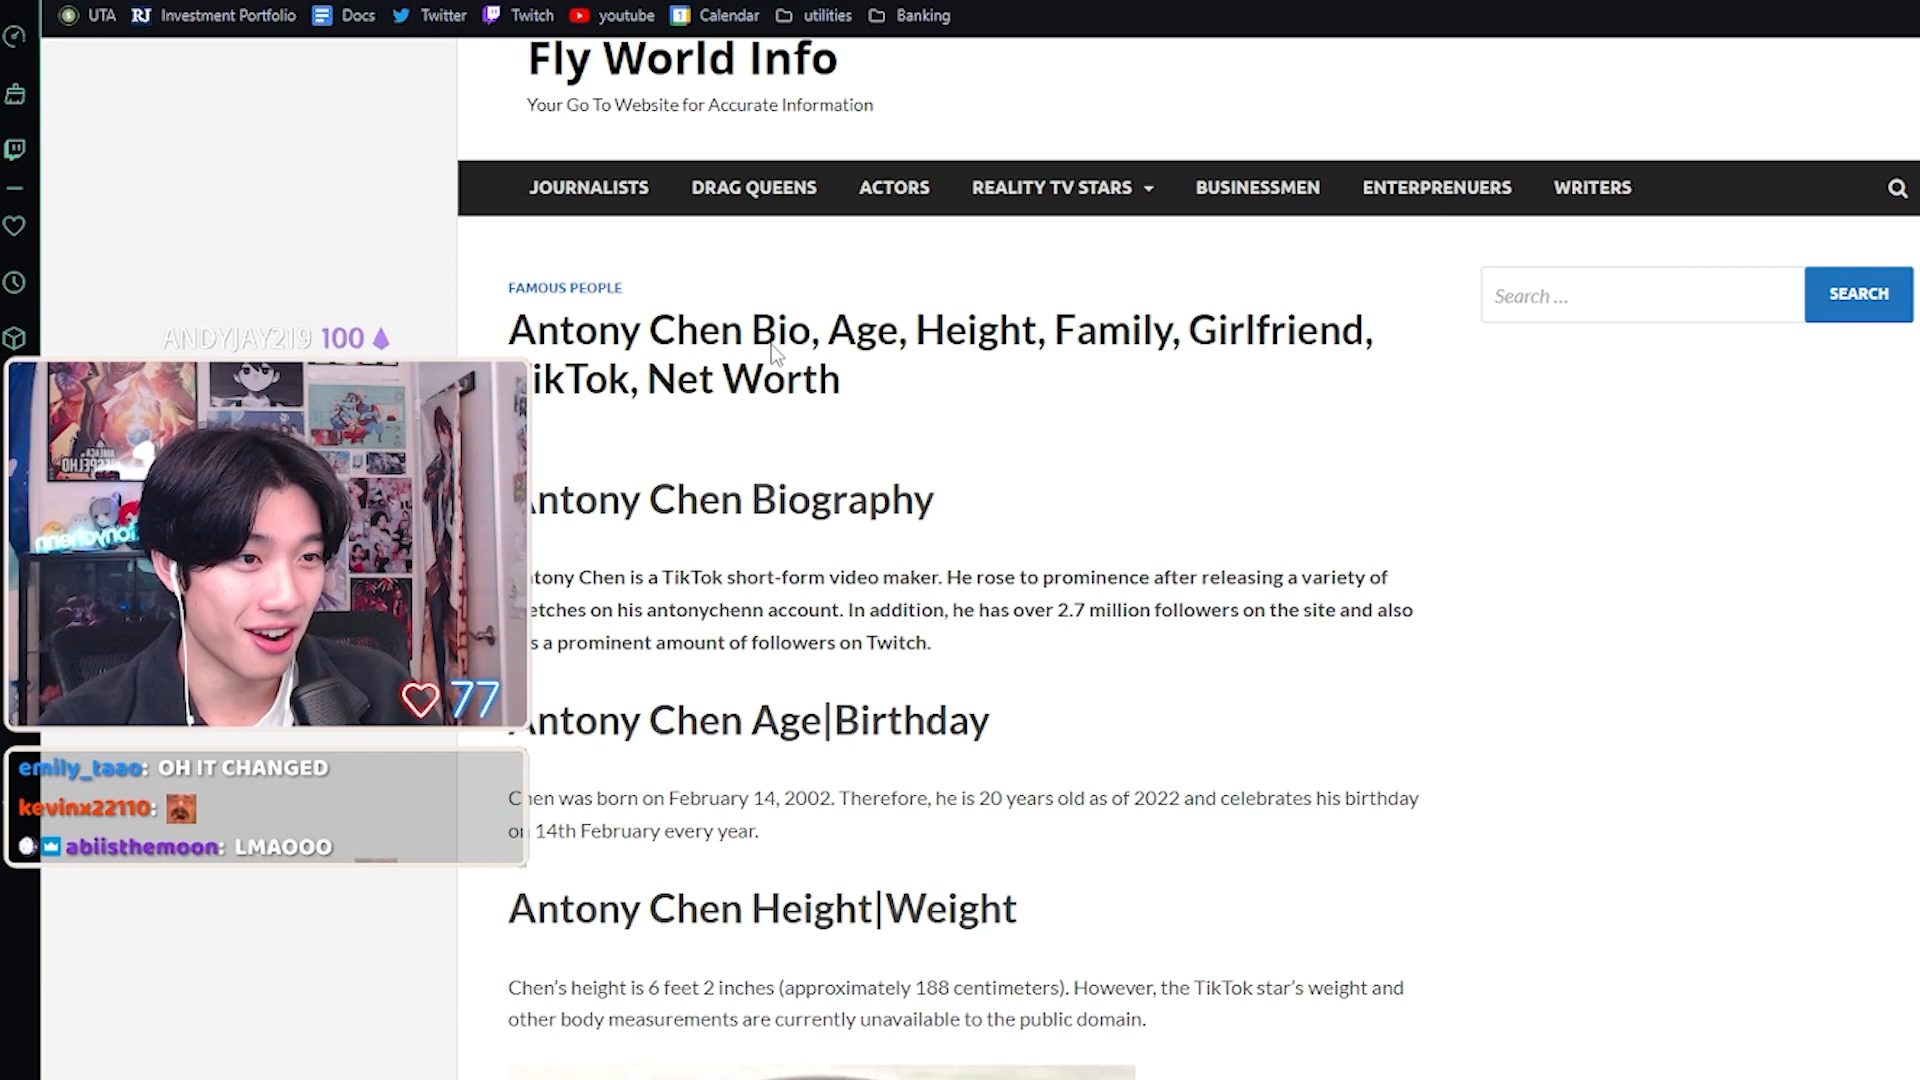 UTA
RJ Investment Portfolio
Docs
Twitter
Twitch
youtube
1 Calendar
utilities
Banking
Fly World Info
Your Go To Website for Accurate Information
JOURNALISTS
DRAG QUEENS
ACTORS
REALITY TV STARS
BUSINESSMEN
ENTERPRENUERS
WRITERS
FAMOUS PEOPLE
Antony Chen Bio, Age, Height, Family, Girlfriend,
ikTok, Net Worth
Search ...
SEARCH
ntony Chen Biography
ntony Chen is a TikTok short-form video maker. He rose to prominence after releasing a variety of
etches on his antonychenn account. In addition, he has over 2.7 million followers on the site and also
s a prominent amount of followers on Twitch.
ntony Chen Age|Birthday
Chen was born on February 14, 2002. Therefore, he is 20 years old as of 2022 and celebrates his birthday
on 14th February every year.
Antony Chen Height|Weight
Chen's height is 6 feet 2 inches (approximately 188 centimeters). However, the TikTok star's weight and
other body measurements are currently unavailable to the public domain.
ANDYJAY219 100
77
emily_taao: OH IT CHANGED
kevinx22110:
abiisthemoon: LMAOOO